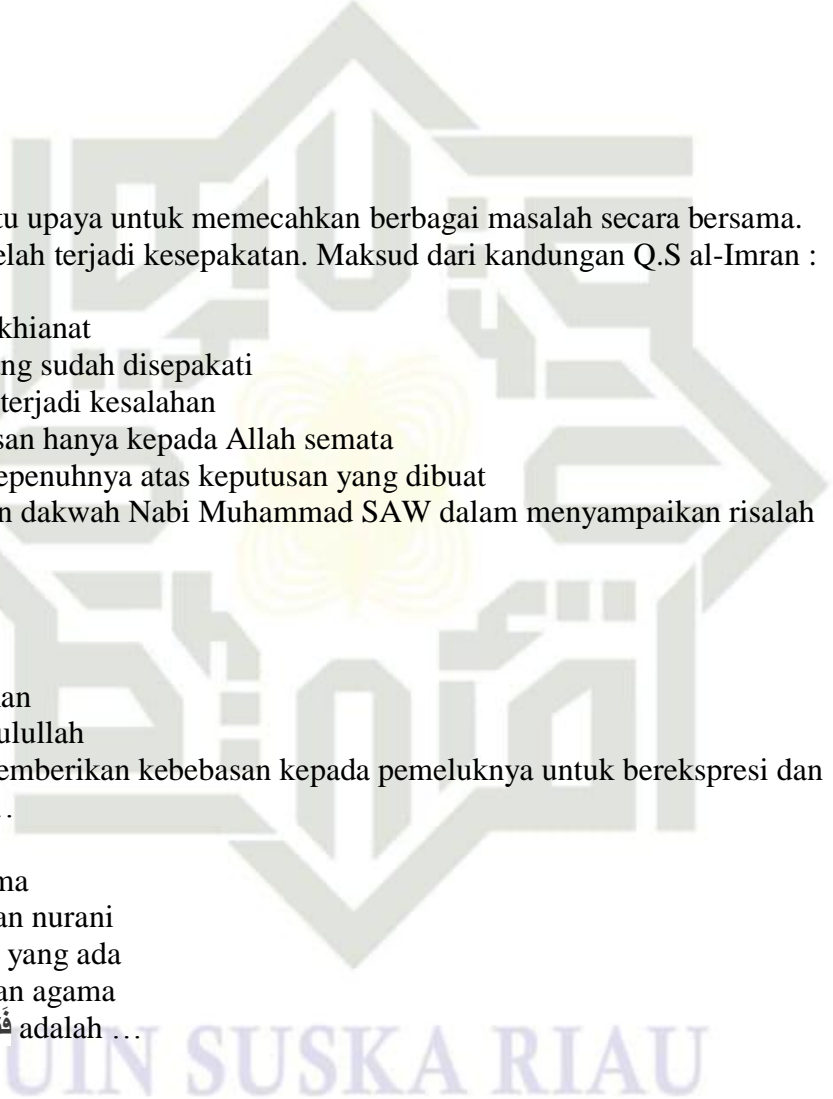 tu upaya untuk memecahkan berbagai masalah secara bersama.
elah terjadi kesepakatan. Maksud dari kandungan Q.S al-Imran :
khianat
ng sudah disepakati
terjadi kesalahan
san hanya kepada Allah semata
epenuhnya atas keputusan yang dibuat
n dakwah Nabi Muhammad SAW dalam menyampaikan risalah
an
ulullah
emberikan kebebasan kepada pemeluknya untuk berekspresi dan
…
ma
an nurani
yang ada
an agama
adalah …
UIN SUSKA RIAU